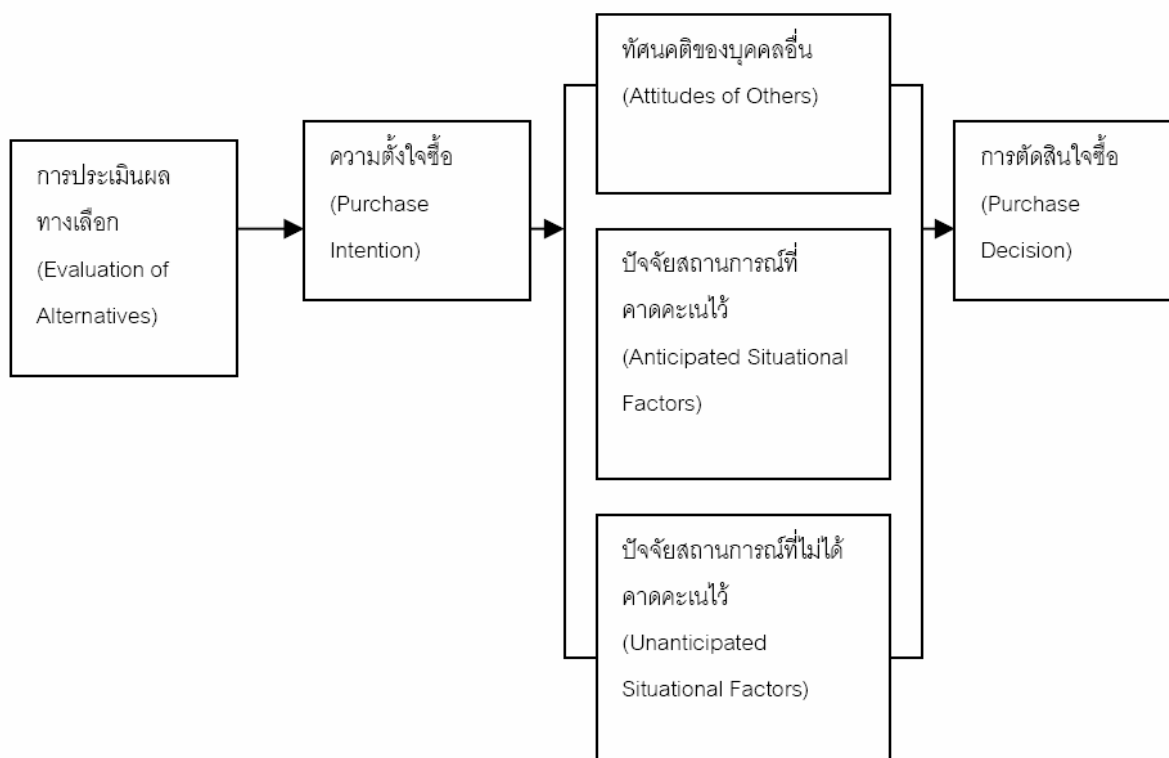 การประเมินผล
ทางเลือก
(Evaluation of
Alternatives)
ความตั้งใจซื้อ
(Purchase
Intention)
ทัศนคติของบุคคลอื่น
(Attitudes of Others)
ปัจจัยสถานการณ์ที่
คาดคะเนไว้
(Anticipated Situational
Factors)
ปัจจัยสถานการณ์ที่ไม่ได้
คาดคะเนไว้
(Unanticipated
Situational Factors)
การตัดสินใจซื้อ
(Purchase
Decision)